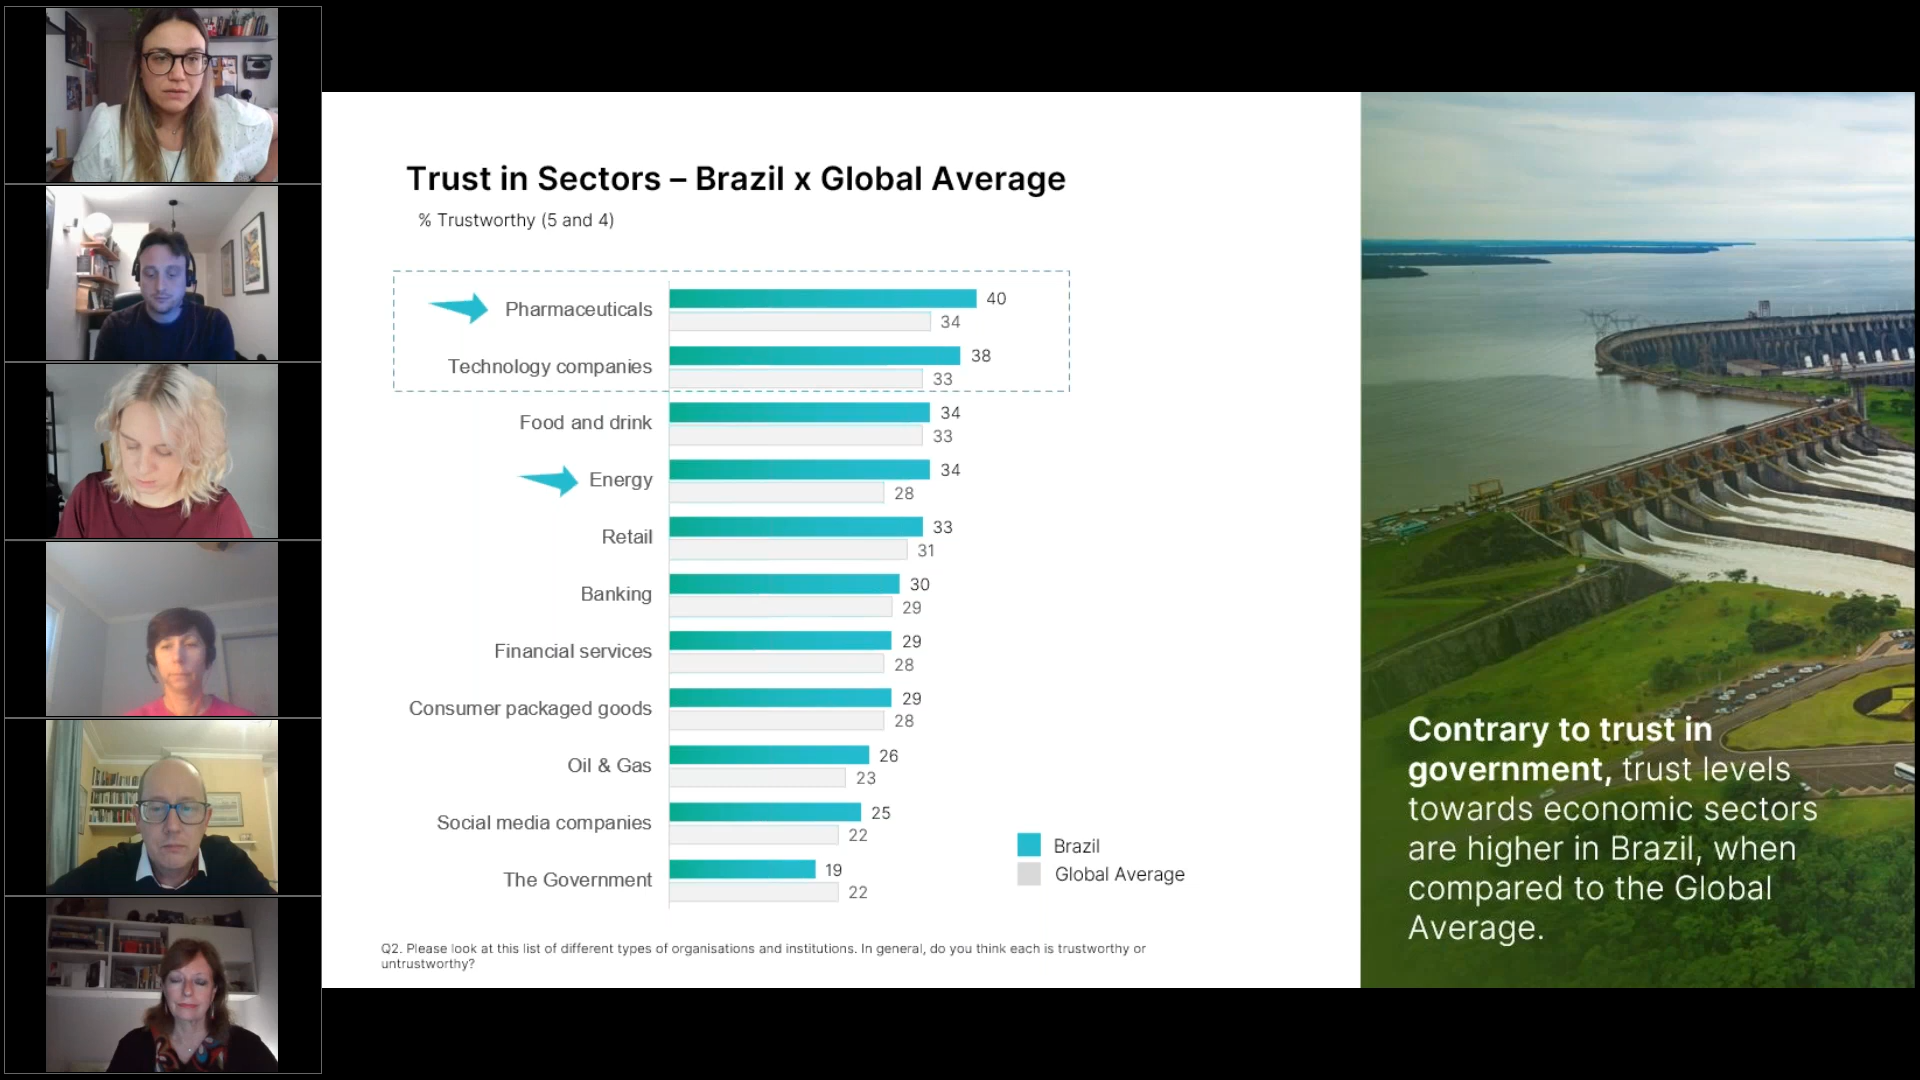 Trust in Sectors – Brazil x Global Average
% Trustworthy (5 and 4)
Pharmaceuticals
40
34
Technology companies
38
33
Food and drink
34
33
Energy
34
28
Retail
33
31
Banking
30
29
Financial services
29
28
Consumer packaged goods
29
28
Oil & Gas
26
23
Social media companies
25
22
The Government
19
22
Brazil
Global Average
Q2. Please look at this list of different types of organisations and institutions. In general, do you think each is trustworthy or
untrustworthy?
Contrary to trust in
government, trust levels
towards economic sectors
are higher in Brazil, when
compared to the Global
Average.